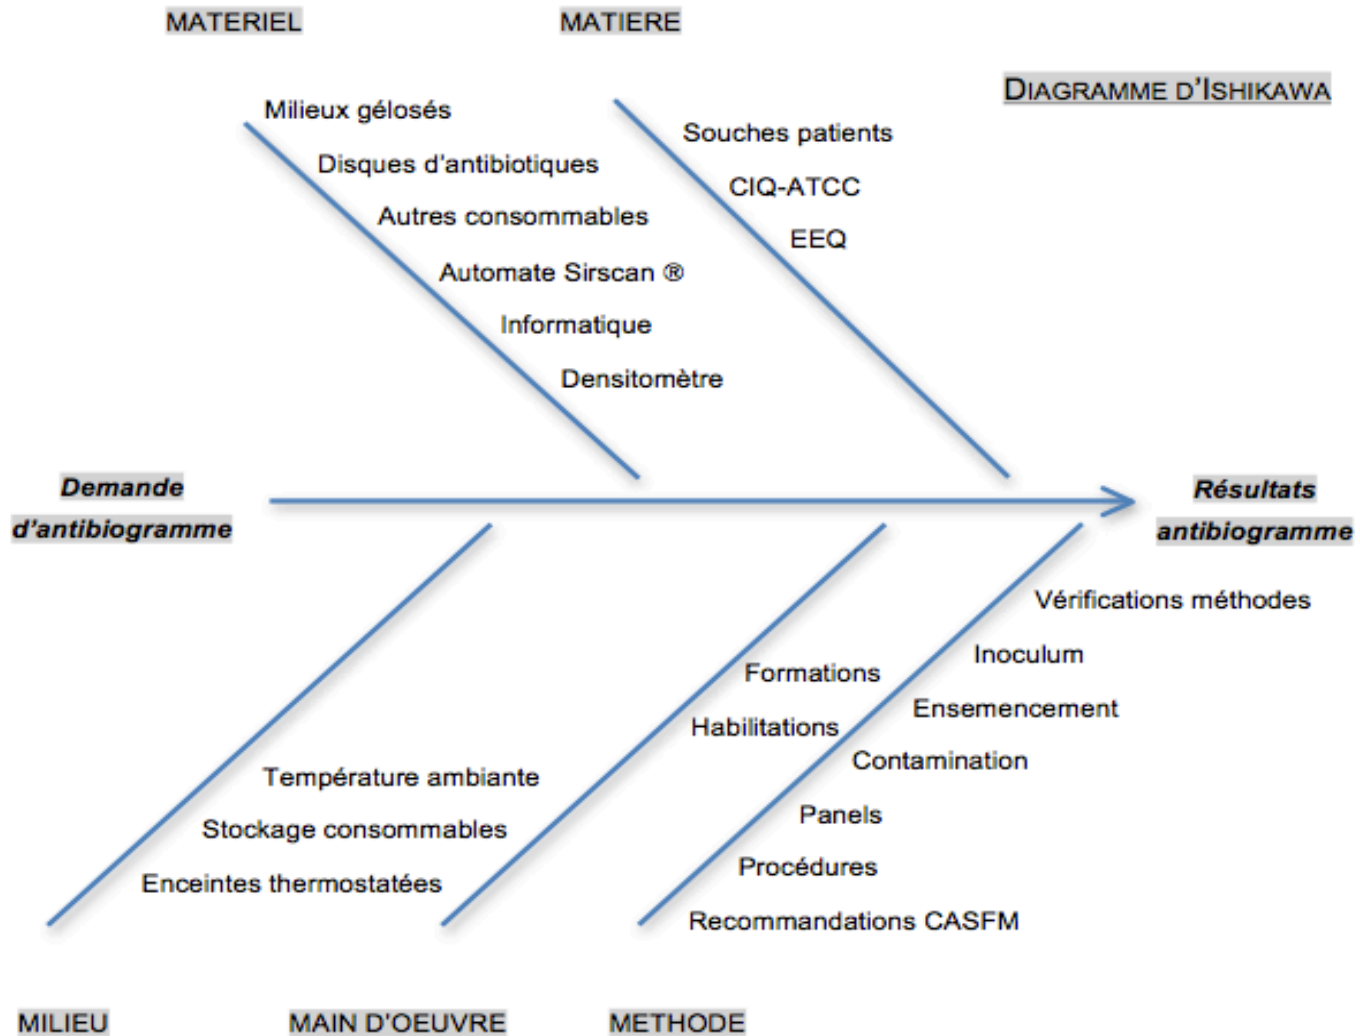 MATERIEL
MATIERE
DIAGRAMME D'ISHIKAWA
Milieux gélosés
Disques d'antibiotiques
Autres consommables
Automate Sirscan ®
Informatique
Densitomètre
Souches patients
CIQ-ATCC
EEQ
Demande
d'antibiogramme
Résultats
antibiogramme
Température ambiante
Stockage consommables
Enceintes thermostatées
Formations
Habilitations
Vérifications méthodes
Inoculum
Ensemencement
Contamination
Panels
Procédures
Recommandations CASFM
MILIEU
MAIN D'OEUVRE
METHODE